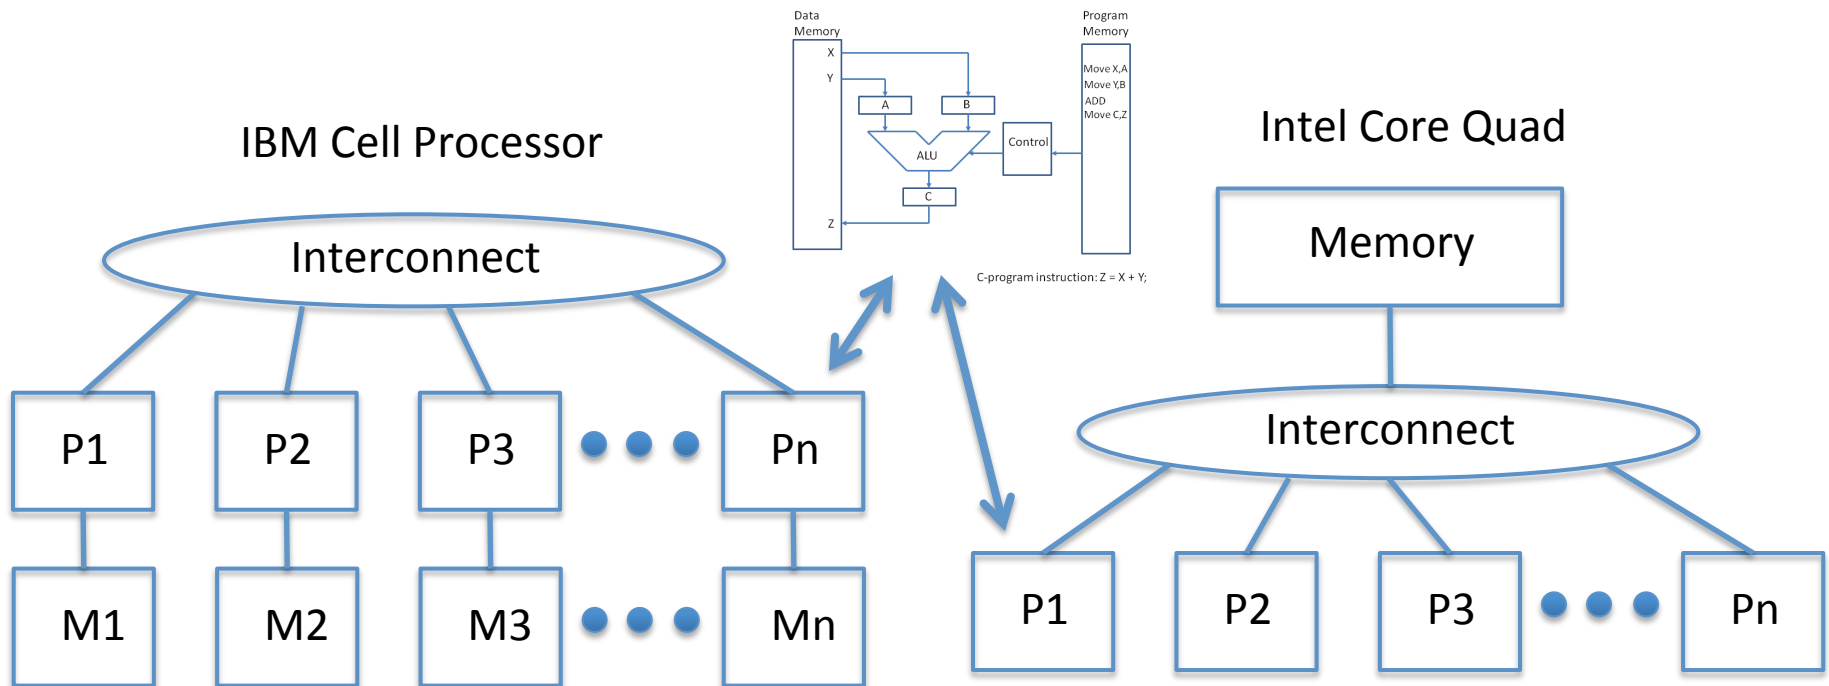 Data
Memory
Program
Memory
X
Y
Z
A
B
ALU
C
Control
Move X,A
Move Y,B
ADD
Move C,Z
C-program instruction: Z = X + Y;
IBM Cell Processor
Interconnect
P1
P2
P3
Pn
M1
M2
M3
Mn
Intel Core Quad
Memory
Interconnect
P1
P2
P3
Pn